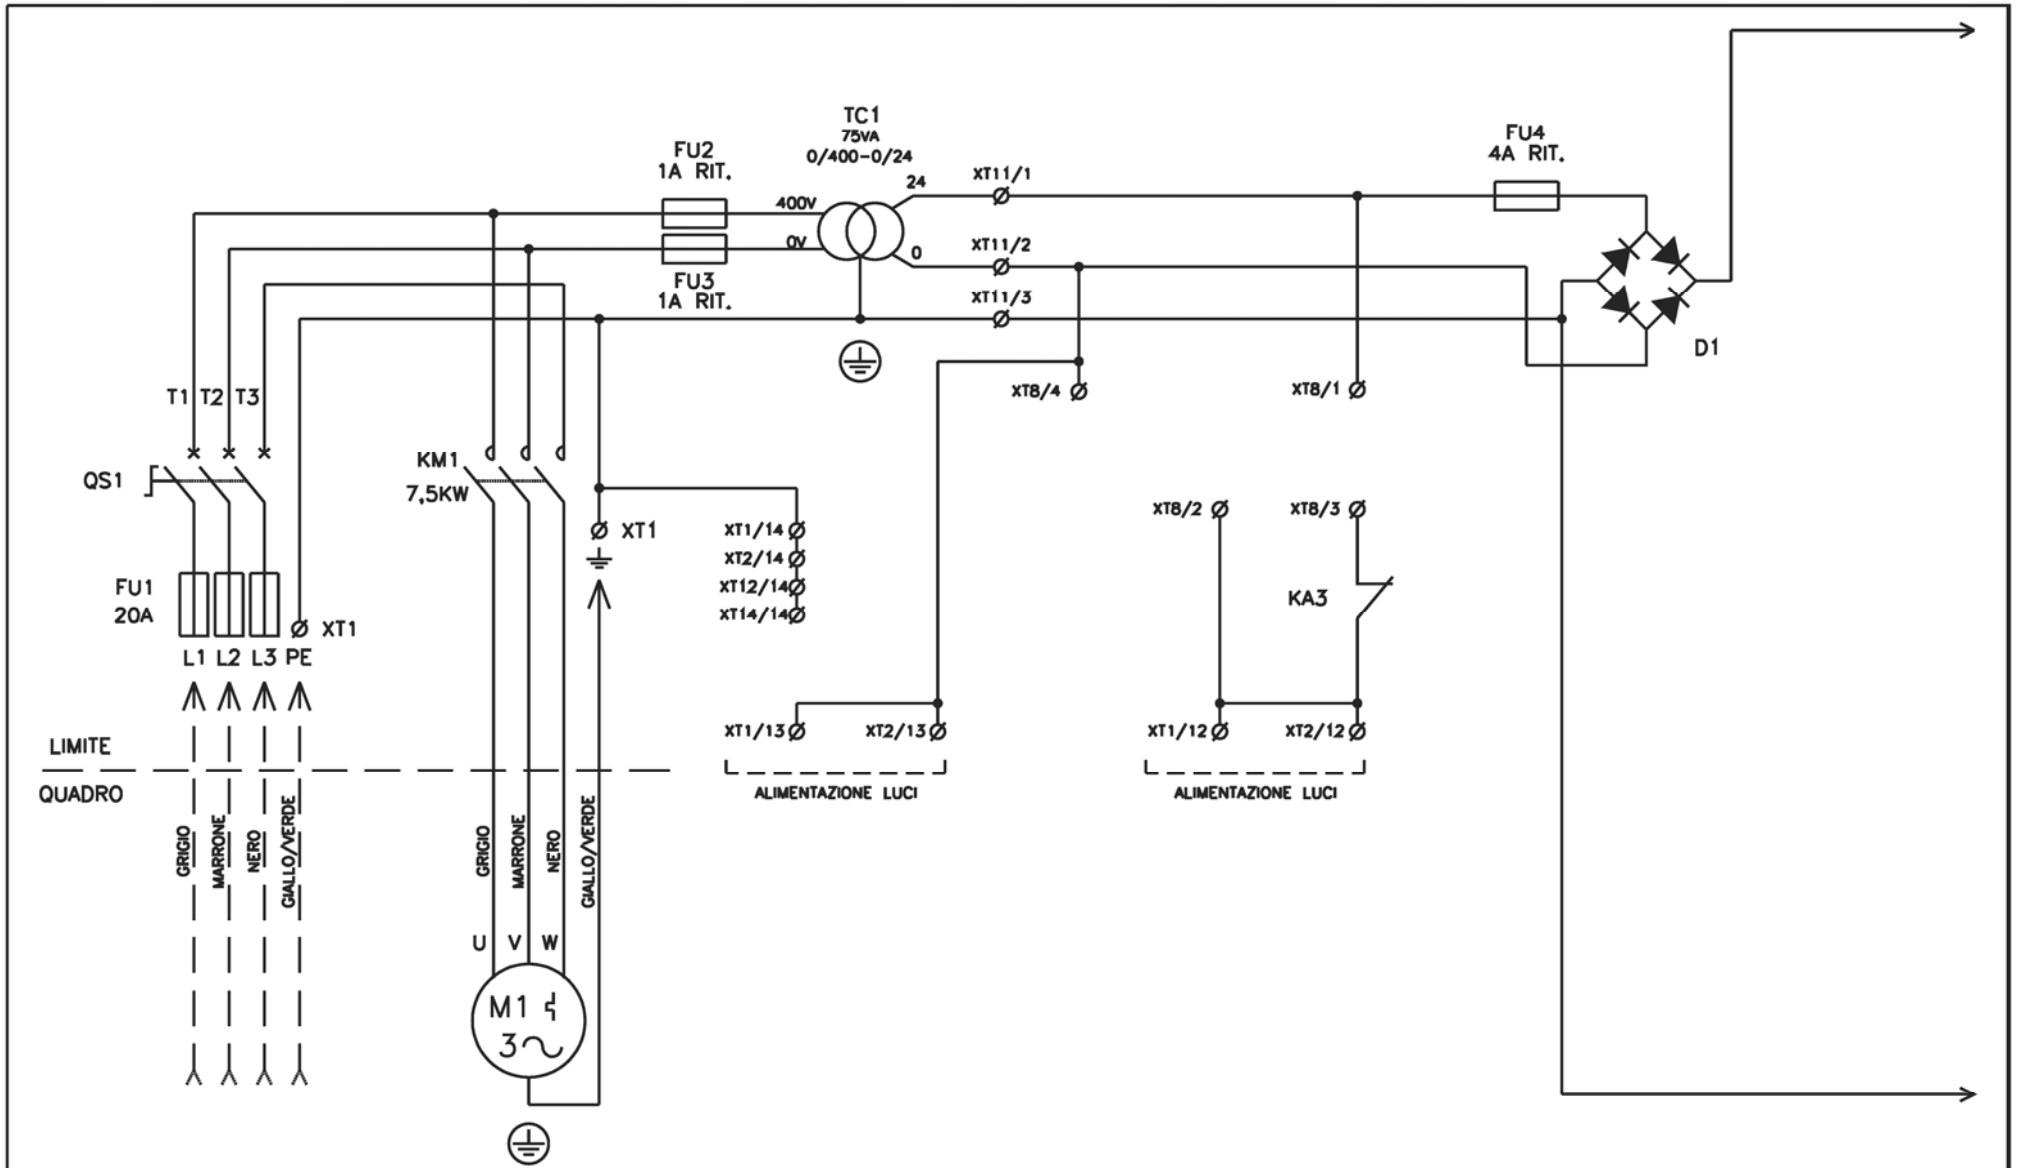 TC1
75VA
0/400-0/24
FU2
1A RIT.
FU4
4A RIT.
24
XT11/1
400V
0V
0
XT11/2
FU3
1A RIT.
XT11/3
D1
T1 T2 T3
XT8/4
XT8/1
QS1
KM1
7,5KW
XT8/2
XT8/3
XT1
XT1/14
XT2/14
XT12/14
XT14/14
FU1
20A
KA3
XT1
L1 L2 L3 PE
XT1/13
XT2/13
XT1/12
XT2/12
LIMITE
QUADRO
ALIMENTAZIONE LUCI
ALIMENTAZIONE LUCI
GRIGIO
MARRONE
NERO
GIALLO/VERDE
GRIGIO
MARRONE
NERO
GIALLO/VERDE
U V W
M1
3